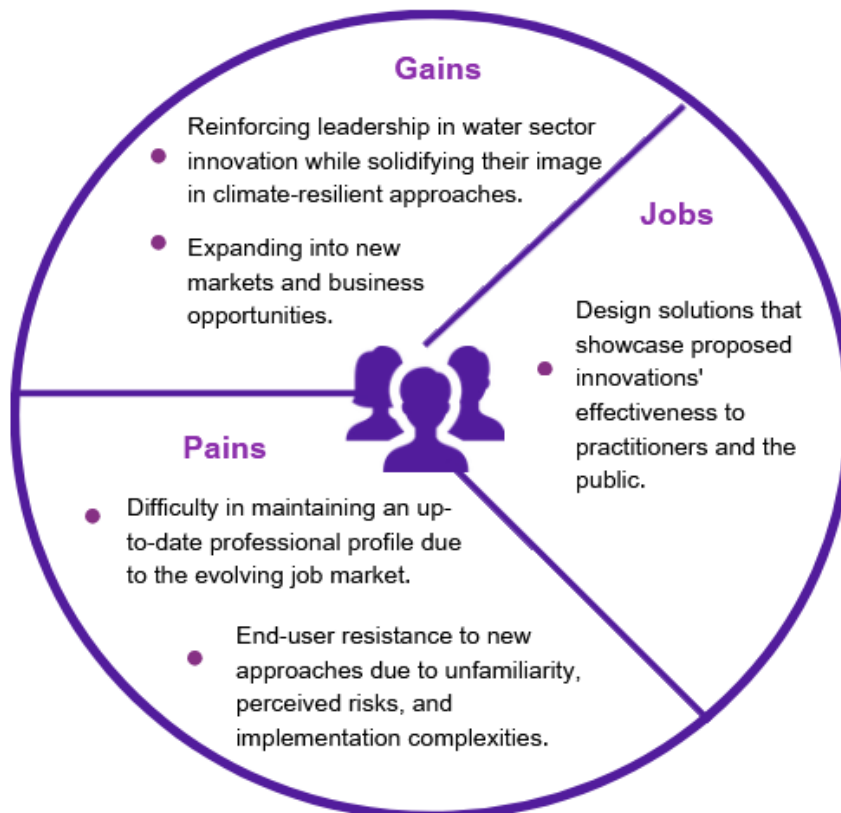 Gains
Reinforcing leadership in water sector
innovation while solidifying their image
in climate-resilient approaches.
Expanding into new
markets and business
opportunities.
Jobs
Design solutions that
showcase proposed
innovations'
effectiveness to
practitioners and the
public.
Pains
Difficulty in maintaining an up-
to-date professional profile due
to the evolving job market.
End-user resistance to new
approaches due to unfamiliarity,
perceived risks, and
implementation complexities.